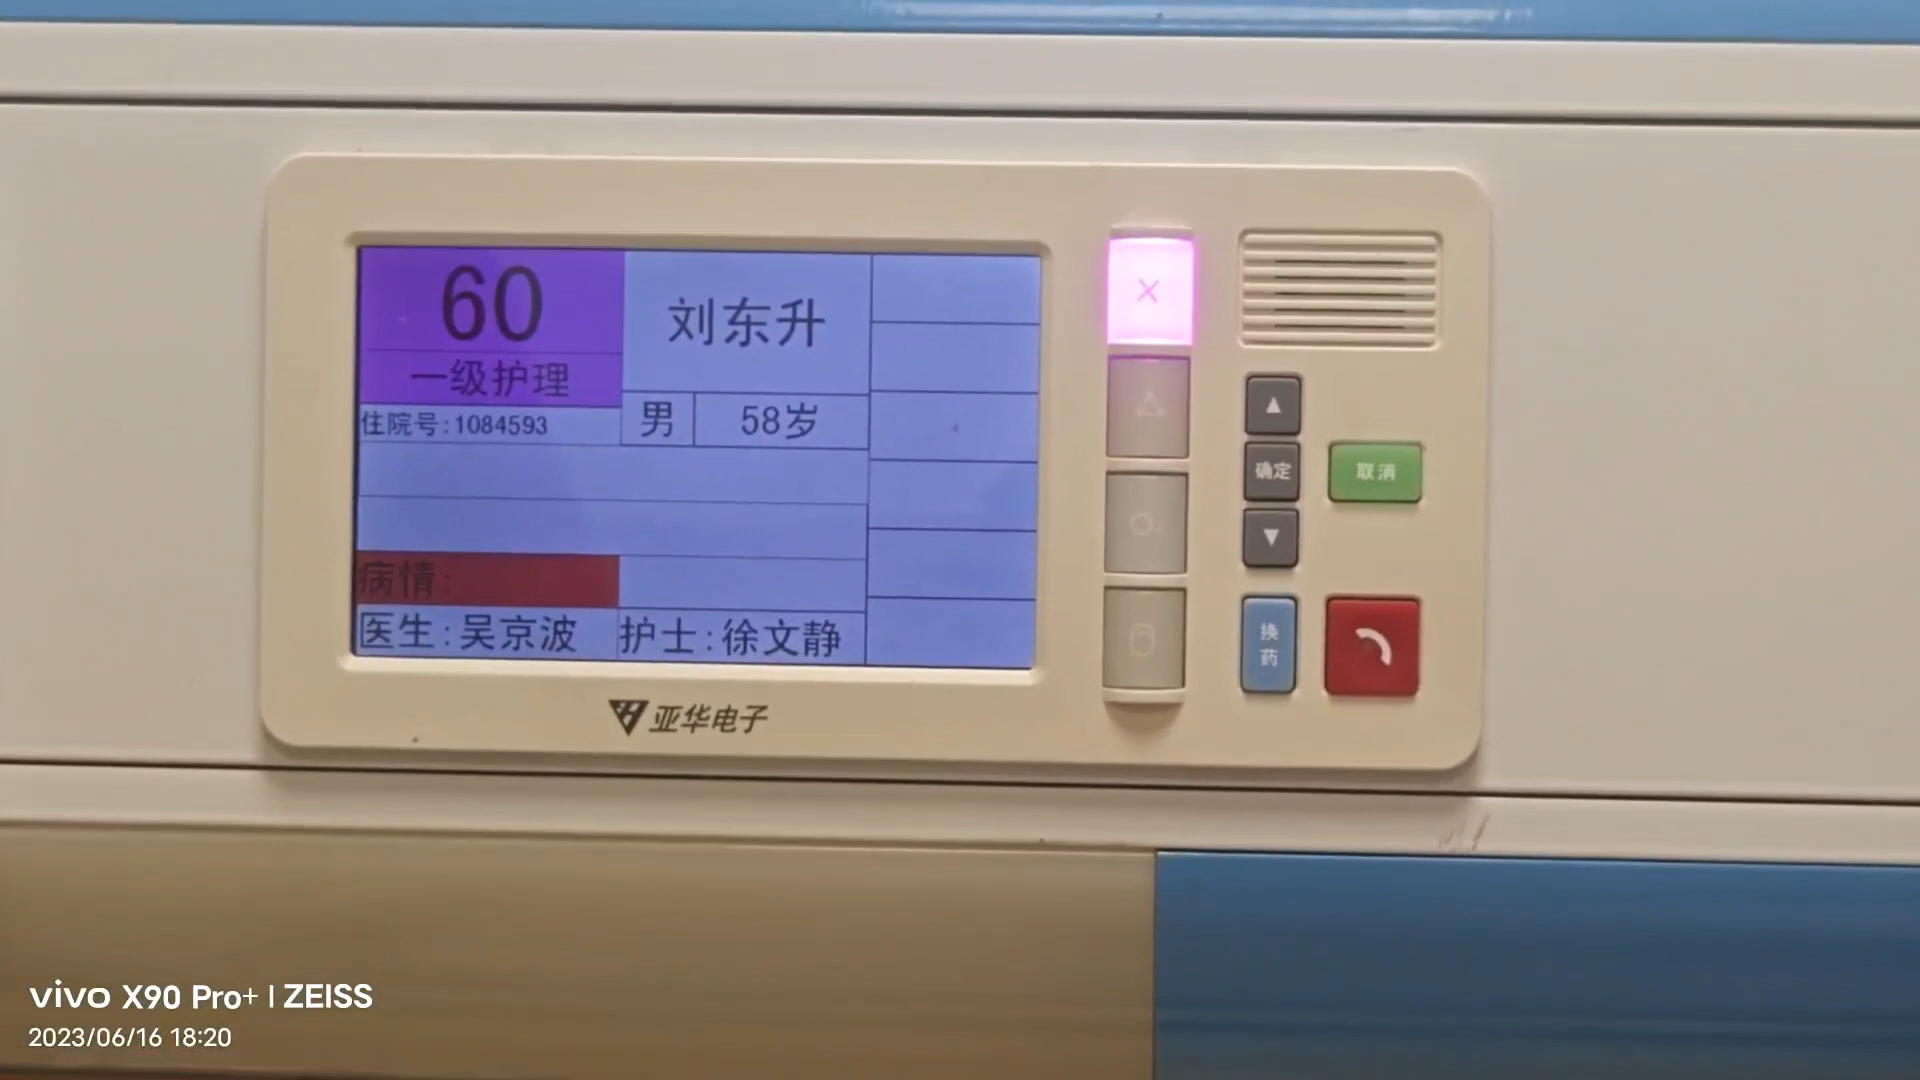 60
一级护理
住院号:1084593
刘东升
男
58岁
病情:
医生:吴京波
护士:徐文静
亚华电子
确定
取消
换
药
vivo X90 Pro+ | ZEISS
2023/06/16 18:20